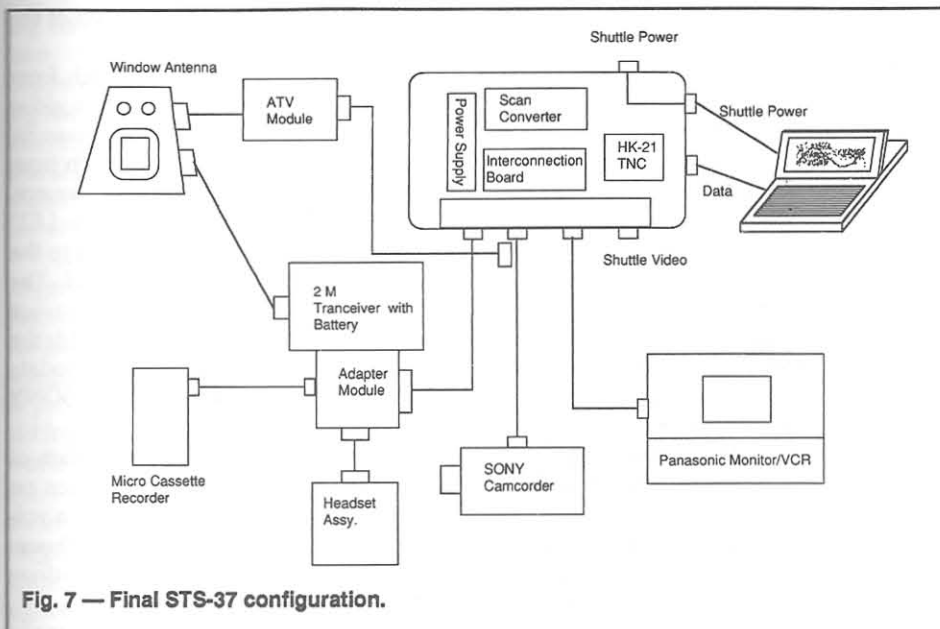 Shuttle Power
Window Antenna
ATV
Module
Power Supply
Scan
Converter
Interconnection
Board
HK-21
TNC
Shuttle Power
Data
Shuttle Video
2 M
Tranceiver with
Battery
Adapter
Module
Micro Cassette
Recorder
Headset
Assy.
SONY
Camcorder
Panasonic Monitor/VCR
Fig. 7 — Final STS-37 configuration.